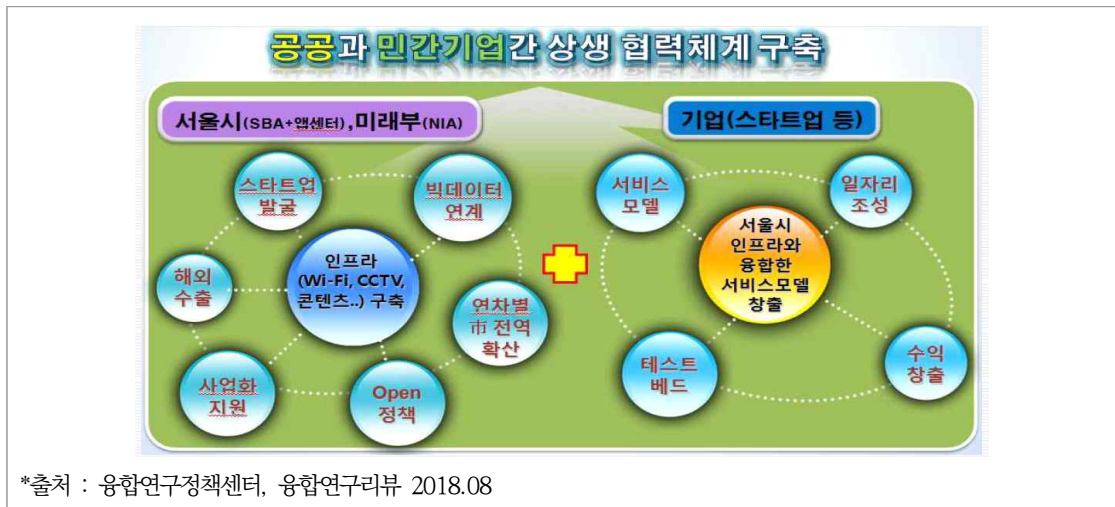 공공과 민간기업간 상생 협력체계 구축
서울시(SBA+앱센터),미래부(NIA)
스타트업
발굴
빅데이터
연계
해외
수출
인프라
(Wi-Fi, CCTV,
콘텐츠..) 구축
연차별
市 전역
확산
사업화
지원
Open
정책
기업(스타트업 등)
서비스
모델
일자리
조성
서울시
인프라와
융합한
서비스모델
창출
테스트
베드
수익
창출
*출처 : 융합연구정책센터, 융합연구리뷰 2018.08